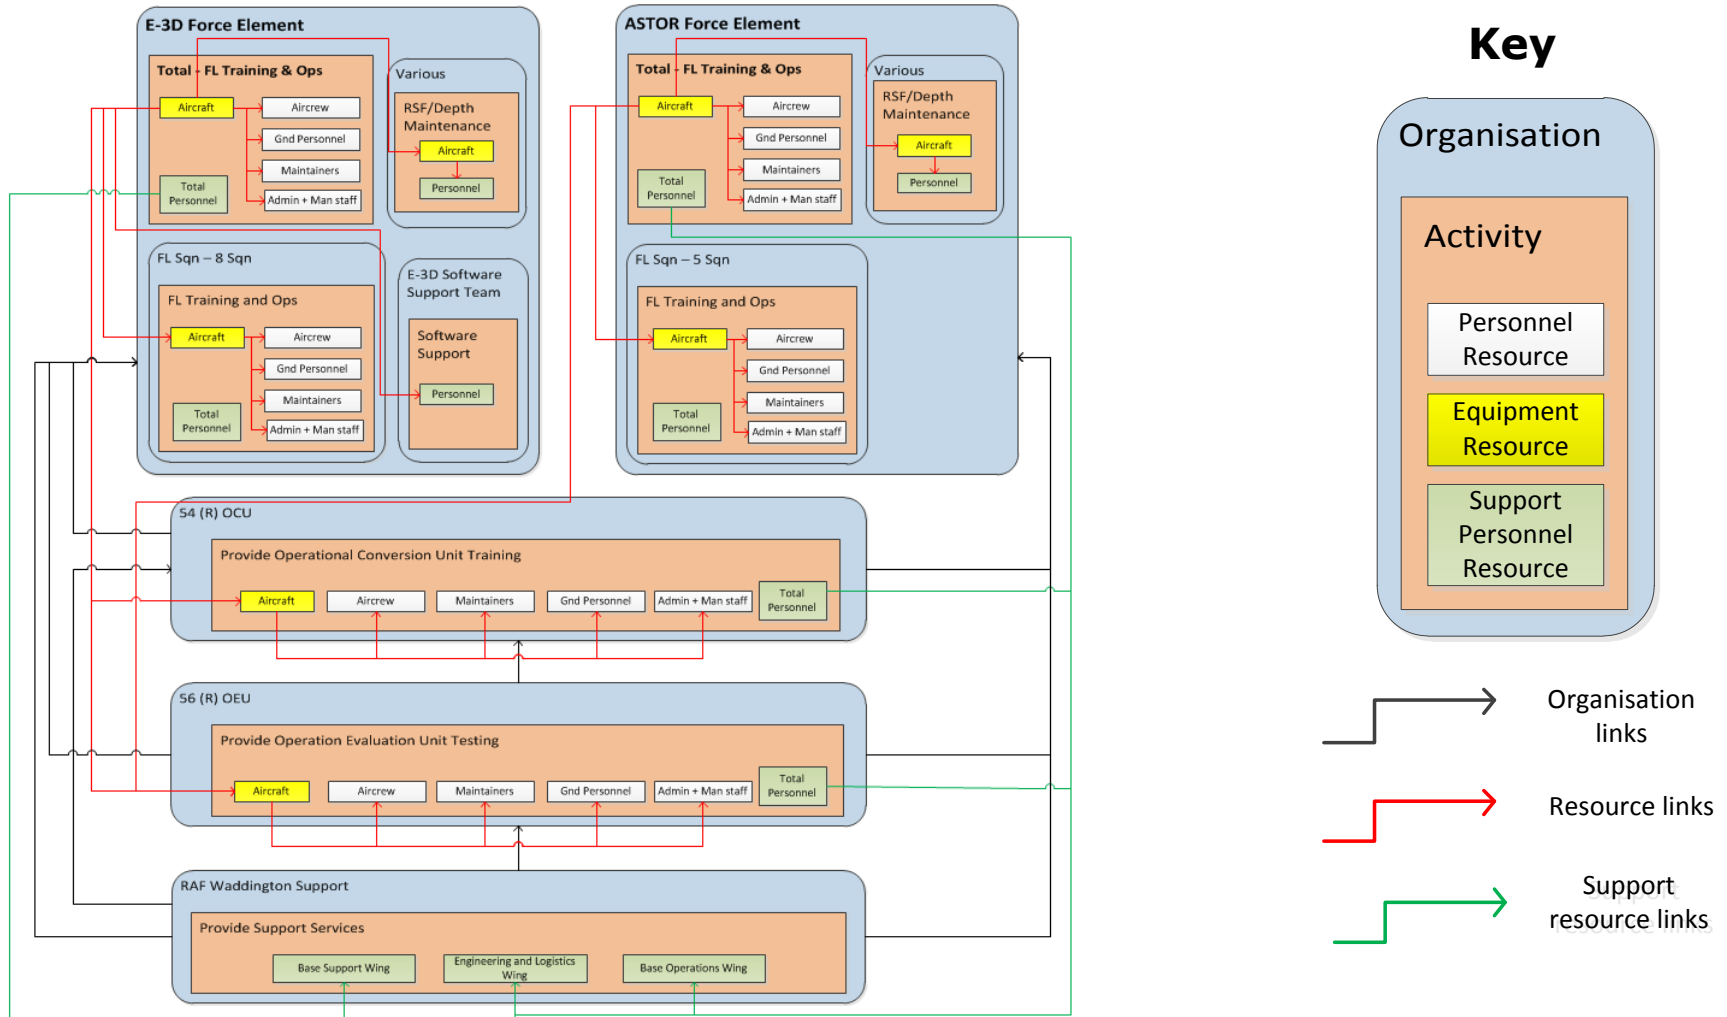 E-3D Force Element
Total - FL Training & Ops
Aircraft
Aircrew
Gnd Personnel
Maintainers
Admin + Man staff
Total
Personnel
Various
RSF/Depth
Maintenance
Aircraft
Personnel
FL Sqn – 8 Sqn
FL Training and Ops
Aircraft
Aircrew
Gnd Personnel
Maintainers
Admin + Man staff
Total
Personnel
E-3D Software
Support Team
Software
Support
Personnel
ASTOR Force Element
Total - FL Training & Ops
Aircraft
Aircrew
Gnd Personnel
Maintainers
Admin + Man staff
Total
Personnel
Various
RSF/Depth
Maintenance
Aircraft
Personnel
FL Sqn – 5 Sqn
FL Training and Ops
Aircraft
Aircrew
Gnd Personnel
Maintainers
Admin + Man staff
Total
Personnel
54 (R) OCU
Provide Operational Conversion Unit Training
Aircraft
Aircrew
Maintainers
Gnd Personnel
Admin + Man staff
Total
Personnel
56 (R) OEU
Provide Operation Evaluation Unit Testing
Aircraft
Aircrew
Maintainers
Gnd Personnel
Admin + Man staff
Total
Personnel
RAF Waddington Support
Provide Support Services
Base Support Wing
Engineering and Logistics
Wing
Base Operations Wing
Key
Organisation
Activity
Personnel
Resource
Equipment
Resource
Support
Personnel
Resource
Organisation
links
Resource links
Support
resource links